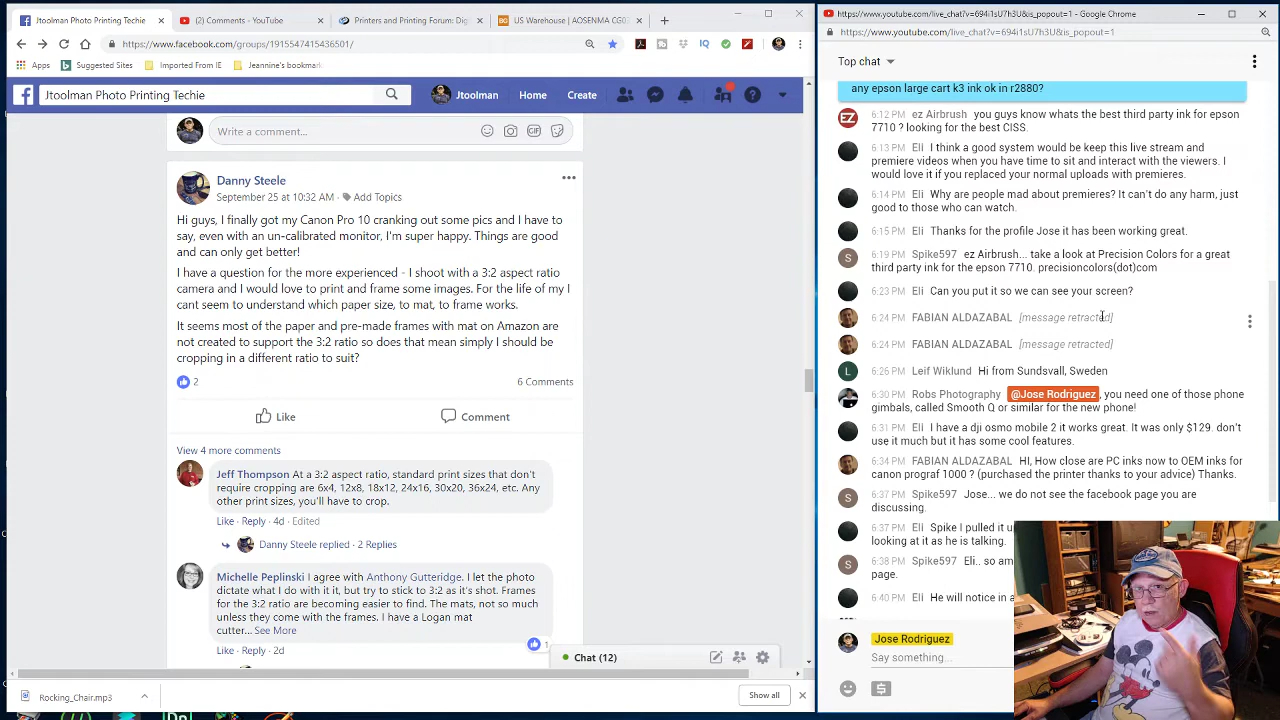 Jtoolman Photo Printing Techie
(2) Comments - YouTube
Printers and Printing Forum: Dig
US Warehouse | AOSENMA CG0
https://www.facebook.com/groups/1915547435436501/
Apps
Suggested Sites
Imported From IE
Jeannine's bookmark
Jtoolman Photo Printing Techie
Jtoolman
Home
Create
Write a comment...
GIF
Danny Steele
September 25 at 10:32 AM · Add Topics
Hi guys, I finally got my Canon Pro 10 cranking out some pics and I have to
say, even with an un-calibrated monitor, I'm super happy. Things are good
and can only get better!
I have a question for the more experienced - I shoot with a 3:2 aspect ratio
camera and I would love to print and frame some images. For the life of my I
cant seem to understand which paper size, to mat, to frame works.
It seems most of the paper and pre-made frames with mat on Amazon are
not created to support the 3:2 ratio so does that mean simply I should be
cropping in a different ratio to suit?
2
6 Comments
Like
Comment
View 4 more comments
Jeff Thompson At a 3:2 aspect ratio, standard print sizes that don't
require cropping are 6x4, 12x8, 18x12, 24x16, 30x20, 36x24, etc. Any
other print sizes, you'll have to crop.
Like · Reply · 4d · Edited
Danny Steele replied · 2 Replies
Michelle Peplinski I agree with Anthony Gutteridge. I let the photo
dictate what I do with it it, but try to stick to 3:2 as it's shot. Frames
for the 3:2 ratio are becoming easier to find. The mats, not so much
unless they come with the frames. I have a Logan mat
cutter... See More
1
Like · Reply · 2d
Chat (12)
Rocking_Chair.mp3
Show all
https://www.youtube.com/live_chat?v=694i1sU7h3U&is_popout=1 - Google Chrome
https://www.youtube.com/live_chat?v=694i1sU7h3U&is_popout=1
Top chat
any epson large cart k3 ink ok in r2880?
EZ
6:12 PM ez Airbrush you guys know whats the best third party ink for epson
7710 ? looking for the best CISS.
6:13 PM Eli I think a good system would be keep this live stream and
premiere videos when you have time to sit and interact with the viewers. I
would love it if you replaced your normal uploads with premieres.
6:14 PM Eli Why are people mad about premieres? It can't do any harm, just
good to those who can watch.
6:15 PM Eli Thanks for the profile Jose it has been working great.
S
6:19 PM Spike597 ez Airbrush... take a look at Precision Colors for a great
third party ink for the epson 7710. precisioncolors(dot)com
6:23 PM Eli Can you put it so we can see your screen?
6:24 PM FABIAN ALDAZABAL [message retracted]
6:24 PM FABIAN ALDAZABAL [message retracted]
L
6:26 PM Leif Wiklund Hi from Sundsvall, Sweden
6:30 PM Robs Photography @Jose Rodriguez, you need one of those phone
gimbals, called Smooth Q or similar for the new phone!
6:31 PM Eli I have a dji osmo mobile 2 it works great. It was only $129. don't
use it much but it has some cool features.
6:34 PM FABIAN ALDAZABAL HI, How close are PC inks now to OEM inks for
canon prograf 1000 ? (purchased the printer thanks to your advice) Thanks.
S
6:37 PM Spike597 Jose... we do not see the facebook page you are
discussing.
6:37 PM Eli Spike I pulled it u
looking at it as he is talking.
S
6:38 PM Spike597 Eli.. so am
page.
6:40 PM Eli He will notice in a
Jose Rodriguez
Say something...